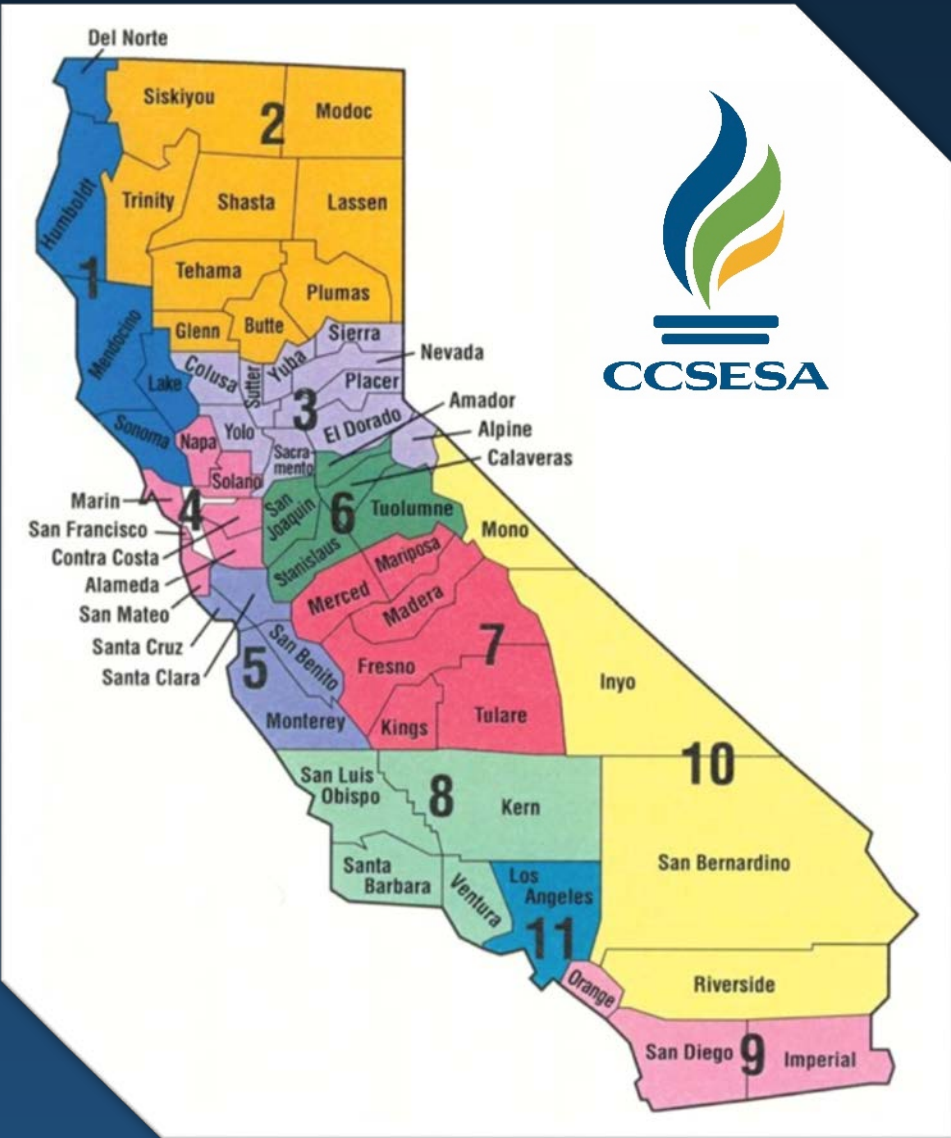 Del Norte
Siskiyou
2
Modoc
Humboldt
Trinity
Shasta
Lassen
1
Tehama
Plumas
Glenn
Butte
Sierra
Mendocino
Lake
Colusa
Sutter
Yuba
Nevada
Placer
3
El Dorado
Amador
Alpine
Calaveras
Sonoma
Napa
Yolo
Sacra-
mento
Solano
Marin
4
San Francisco
Contra Costa
Alameda
San Mateo
Santa Cruz
Santa Clara
San
Joaquin
6
Tuolumne
Stanislaus
Mono
Merced
Mariposa
Madera
7
5
San Benito
Monterey
Fresno
Kings
Tulare
Inyo
10
San Luis
Obispo
8
Kern
Santa
Barbara
Ventura
Los
Angeles
11
San Bernardino
Orange
Riverside
San Diego
9
Imperial
CCSESA